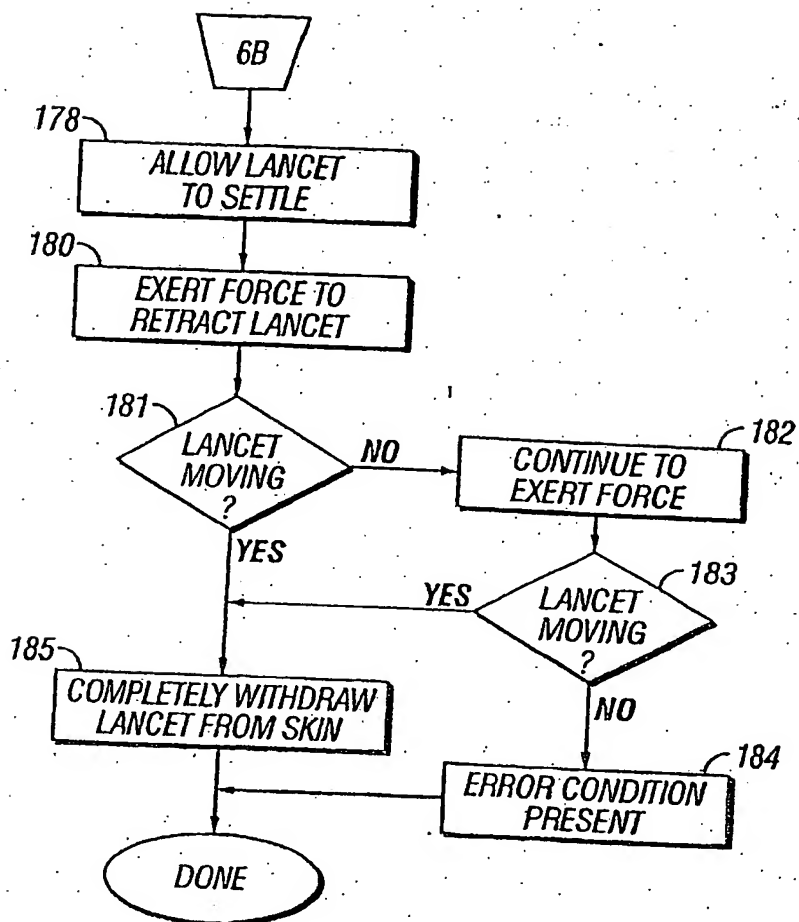 6B
178
ALLOW LANCET
TO SETTLE
180
EXERT FORCE TO
RETRACT LANCET
181
LANCET
MOVING
?
NO
YES
182
CONTINUE TO
EXERT FORCE
183
LANCET
MOVING
?
YES
NO
185
COMPLETELY WITHDRAW
LANCET FROM SKIN
184
ERROR CONDITION
PRESENT
DONE